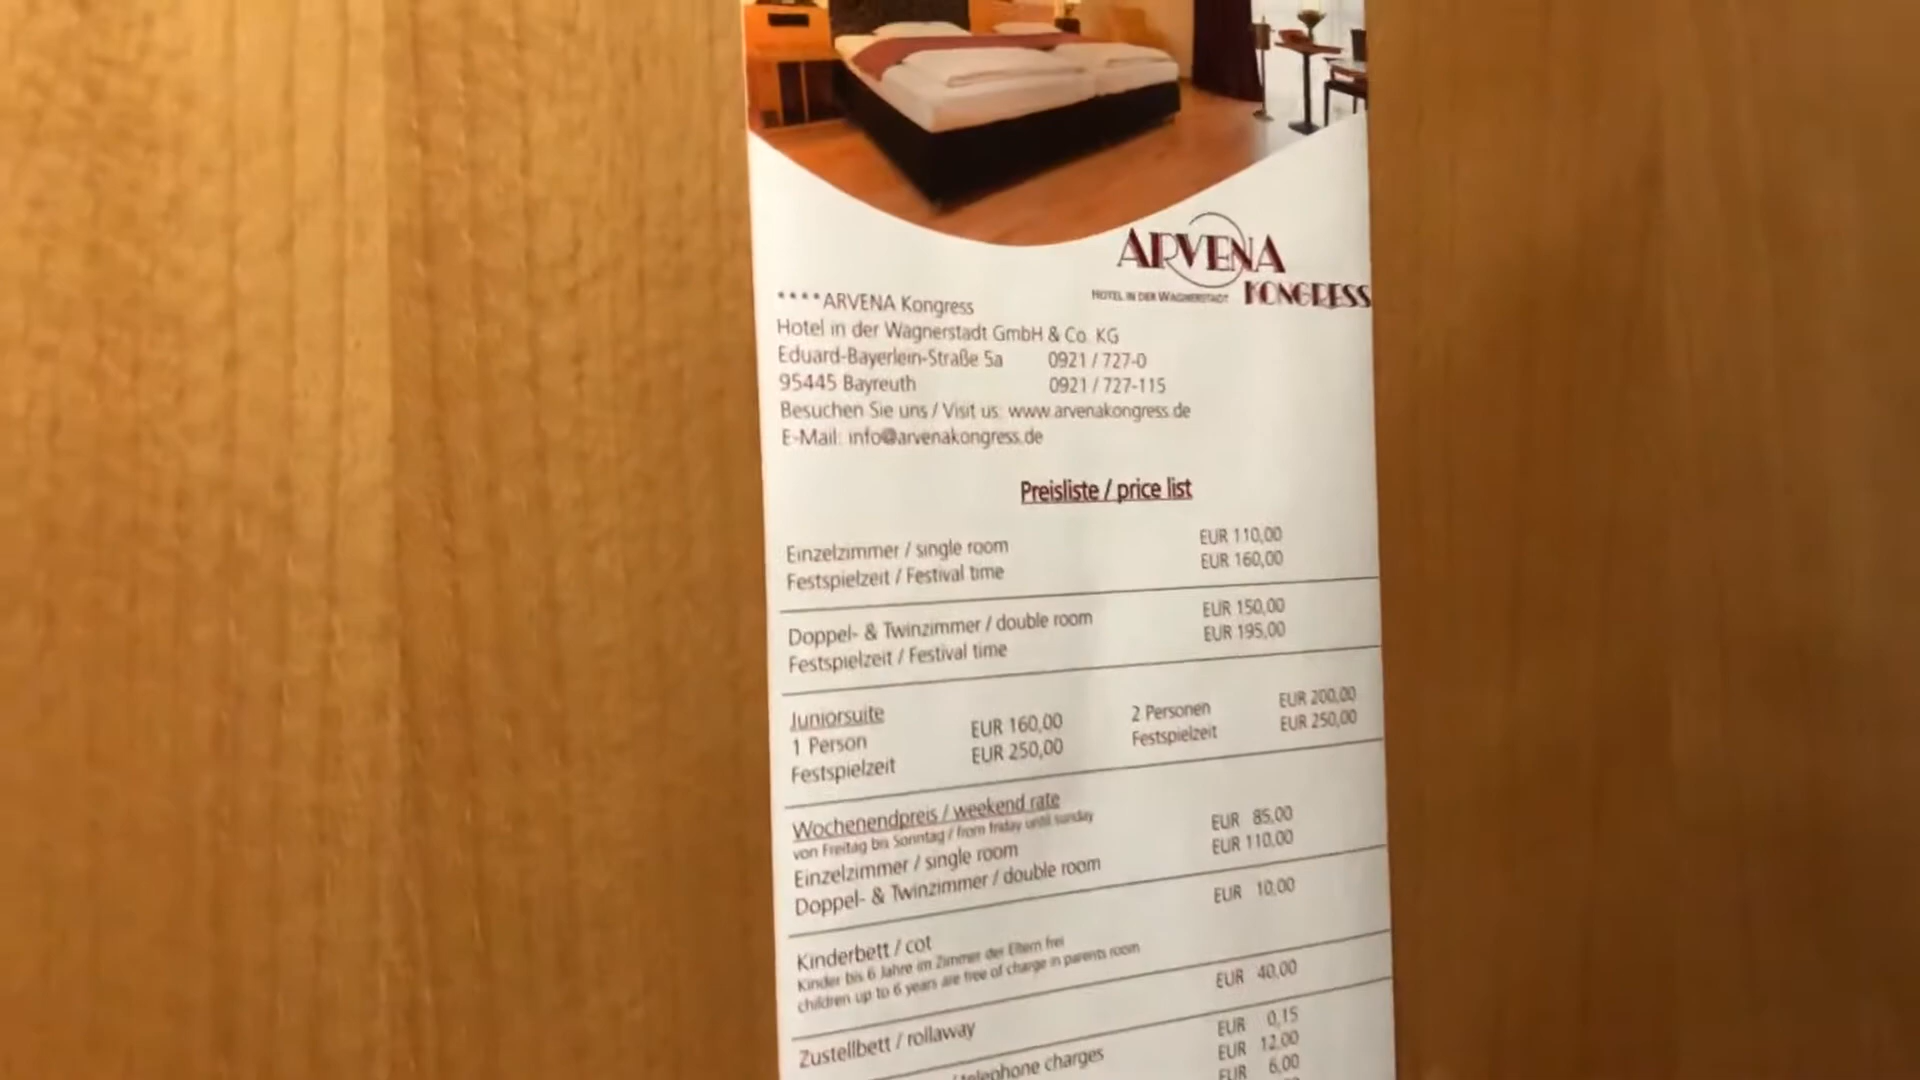 ARVENA
HOTEL IN DER WAGNERSTADT KONGRESS
****ARVENA Kongress
Hotel in der Wagnerstadt GmbH & Co. KG
Eduard-Bayerlein-Straße 5a 0921 / 727-0
95445 Bayreuth 0921 / 727-115
Besuchen Sie uns / Visit us: www.arvenakongress.de
E-Mail: info@arvenakongress.de
Preisliste / price list
Einzelzimmer / single room EUR 110,00
Festspielzeit / Festival time EUR 160,00
Doppel- & Twinzimmer / double room EUR 150,00
Festspielzeit / Festival time EUR 195,00
Juniorsuite
1 Person EUR 160,00 2 Personen EUR 200,00
Festspielzeit EUR 250,00 Festspielzeit EUR 250,00
Wochenendpreis / weekend rate
von Freitag bis Sonntag / from friday until sunday
Einzelzimmer / single room EUR 85,00
Doppel- & Twinzimmer / double room EUR 110,00
Kinderbett / cot EUR 10,00
Kinder bis 6 Jahre im Zimmer der Eltern frei
children up to 6 years are free of charge in parents room
Zustellbett / rollaway EUR 40,00
telephone charges EUR 0,15
EUR 12,00
EUR 6,00